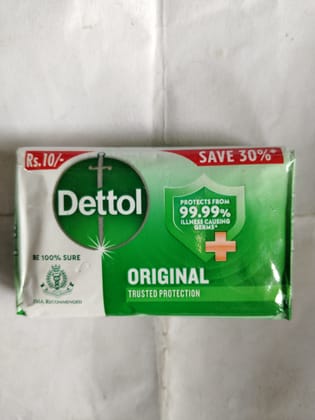 Rs.10/-
SAVE 30%*
Dettol
PROTECTS FROM
99.99%
ILLNESS CAUSING
GERMS*
BE 100% SURE
ORIGINAL
TRUSTED PROTECTION
IMA RECOMMENDED